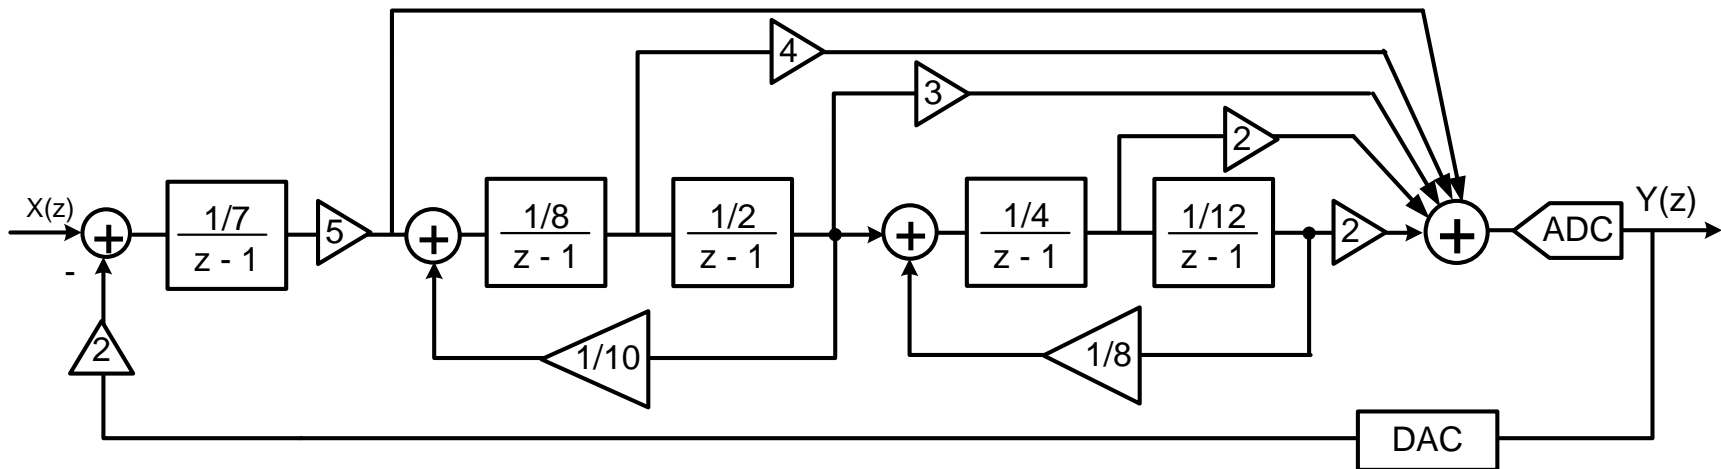 4
3
2
X(z)
+
-
1/7
z - 1
5
+
1/8
z - 1
1/2
z - 1
+
1/4
z - 1
1/12
z - 1
2
+
ADC
Y(z)
2
1/10
1/8
DAC